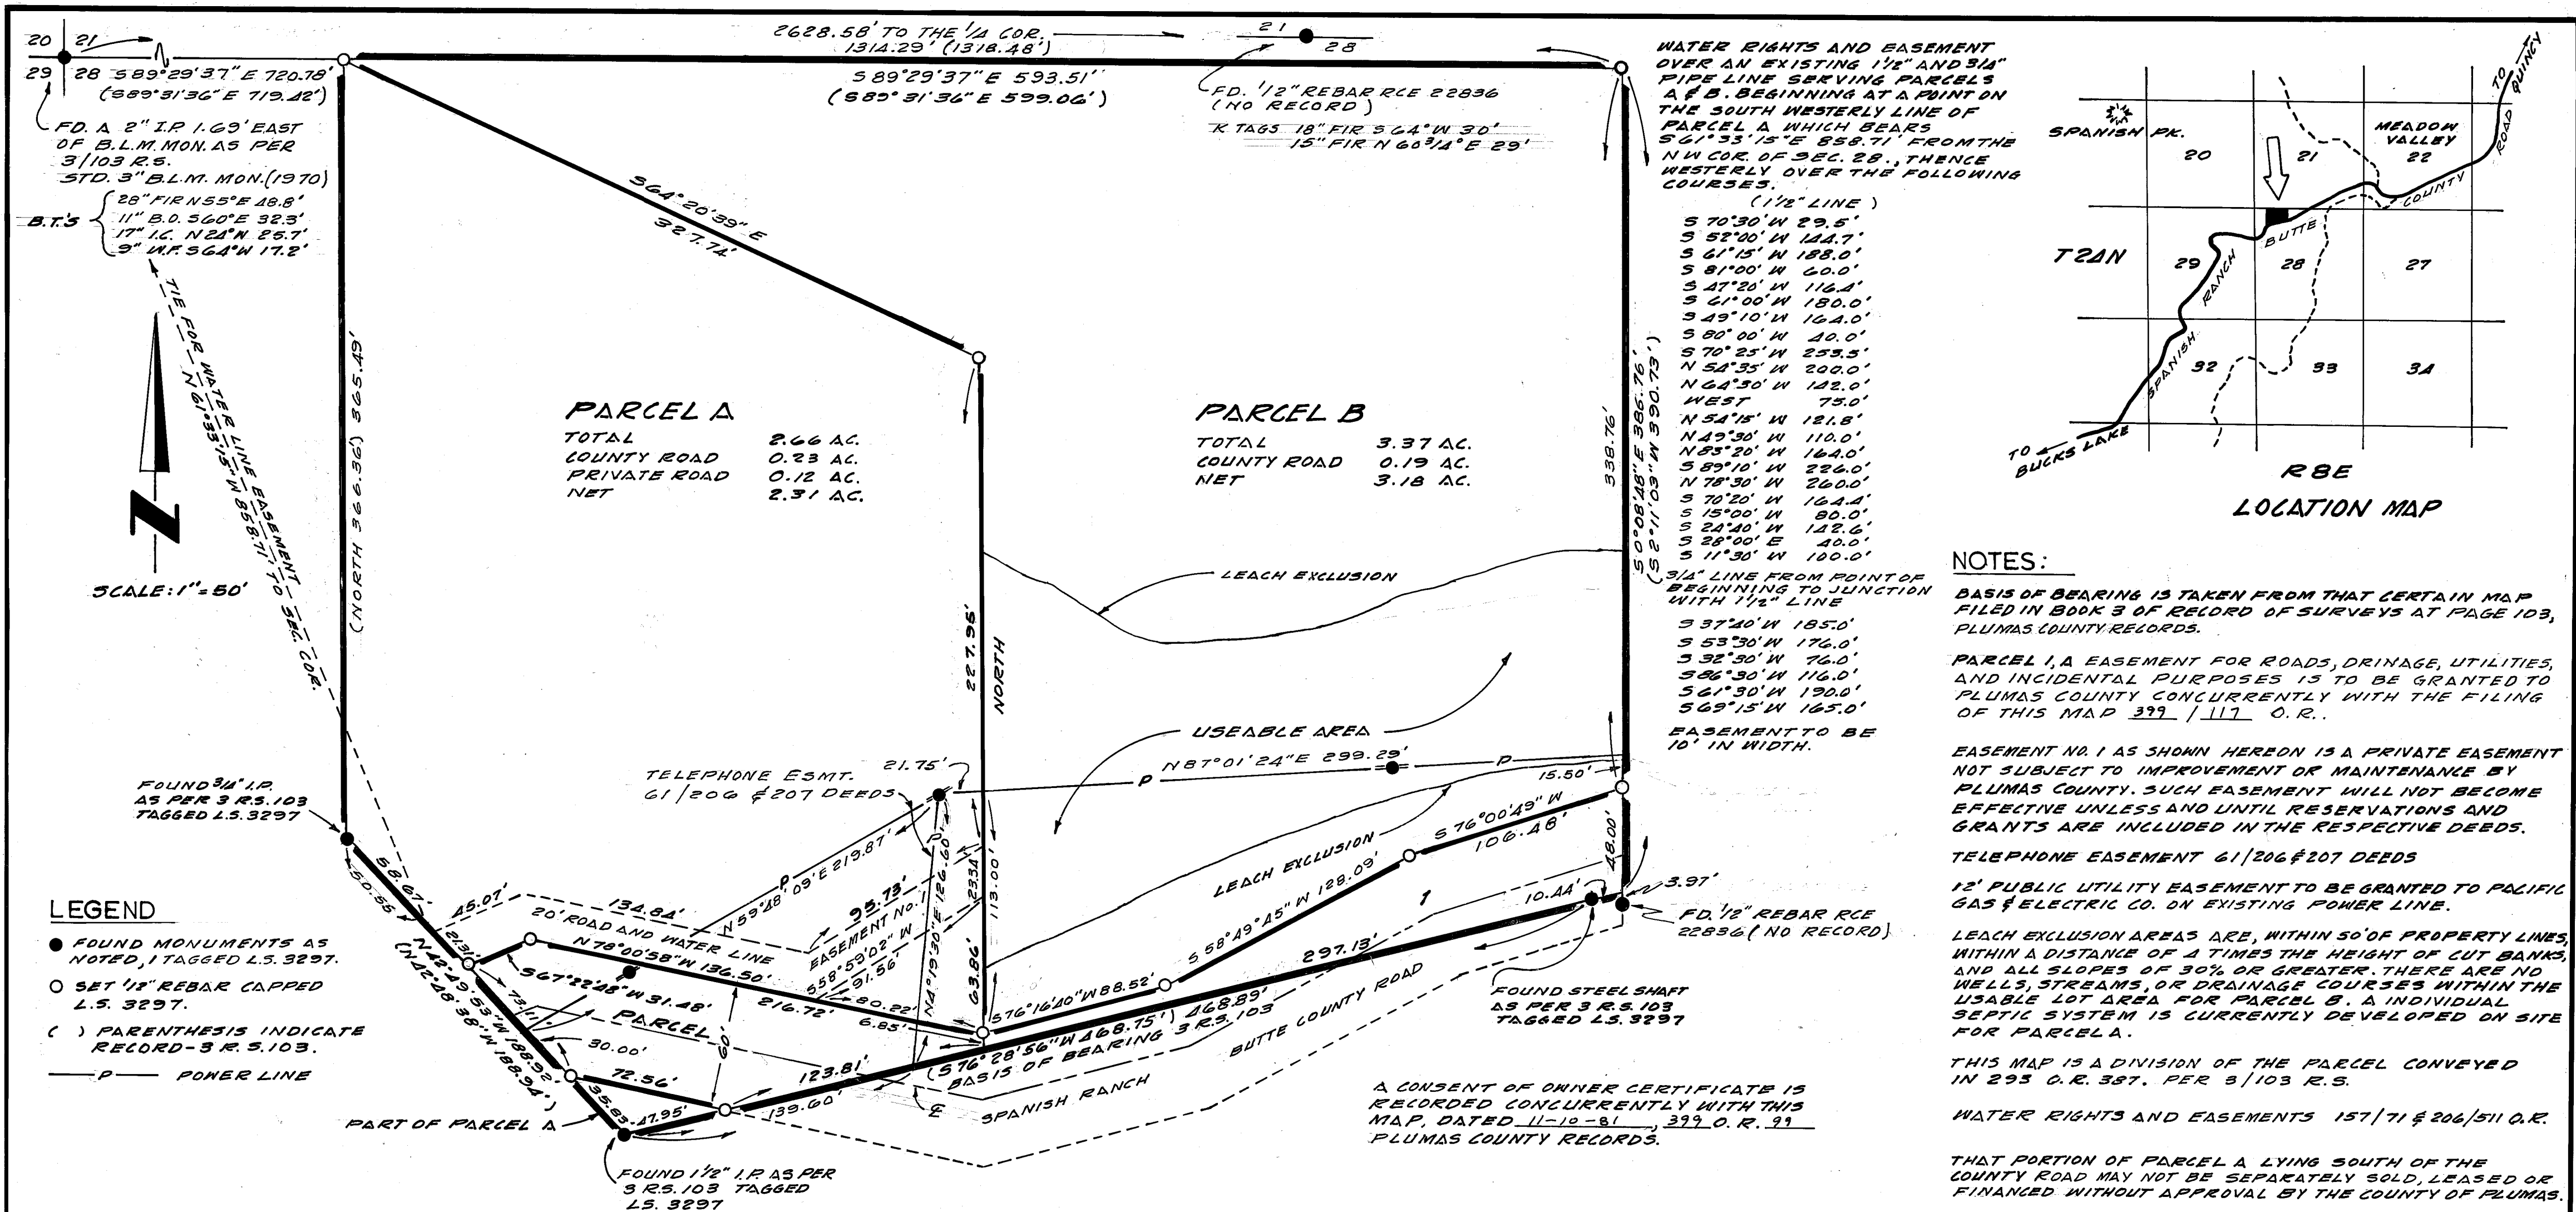 20 21
29 28 S 89°29'37" E 720.78'
(S89°31'36"E 719.42')
FD. A 2" I.P. 1.69' EAST
OF B.L.M. MON. AS PER
3/103 R.S.
STD. 3" B.L.M. MON. (1970)
B.T.'S
28" FIR N55°E 48.8'
11" B.O. S60°E 32.3'
17" I.C. N24°W 25.7'
9" W.F. S64°W 17.2'
2628.58' TO THE 1/4 COR.
1314.29' (1318.48')
S 89°29'37" E 593.51'
(S 89°31'36" E 599.06')
21
28
FD. 1/2" REBAR RCE 22836
(NO RECORD)
K TAGS 18" FIR S 64° W 30'
15" FIR N 60 3/4° E 29'
TIE FOR WATER LINE EASEMENT
N 61°33'15" W 858.71' TO SEC. COR.
(NORTH 366.36') 365.49'
S64°20'39" E
327.74'
N
SCALE: 1" = 50'
PARCEL A
TOTAL 2.66 AC.
COUNTY ROAD 0.23 AC.
PRIVATE ROAD 0.12 AC.
NET 2.31 AC.
PARCEL B
TOTAL 3.37 AC.
COUNTY ROAD 0.19 AC.
NET 3.18 AC.
227.95'
NORTH
338.76'
S 0°08'48" E 386.76'
(S 2°11'03" W 390.73')
LEACH EXCLUSION
USEABLE AREA
N 87°01'24" E 299.29'
P
P
15.50'
TELEPHONE ESMT.
61/206 & 207 DEEDS
21.75'
FOUND 3/4" I.P.
AS PER 3 R.S. 103
TAGGED L.S. 3297
58.67'
50.55
45.07'
134.84'
20' ROAD AND WATER LINE
P
N 59°48'09" E 219.87'
95.73'
EASEMENT NO. 1
S58°59'02" W
91.56'
126.60'
23.34
113.00'
63.86'
80.22'
6.85'
N 78°00'58" W 136.50'
S67°22'48" W 31.48'
216.72'
PARCEL 1
60'
21.31'
N 42°49'53" W 188.92'
(N 42°48'38" W 188.94')
30.00'
72.56'
35.83
47.95'
123.81'
139.60'
PART OF PARCEL A
FOUND 1 1/2" I.P. AS PER
3 R.S. 103 TAGGED
L.S. 3297
S76°16'40" W 88.52'
S 58°49'45" W 128.09'
S 76°00'49" W
106.48'
LEACH EXCLUSION
48.00'
1
10.44'
3.97'
297.13'
(S 76°28'56" W 468.75') 468.89'
BASIS OF BEARING 3 R.S. 103
SPANISH RANCH
BUTTE COUNTY ROAD
FD. 1/2" REBAR RCE
22836 (NO RECORD)
FOUND STEEL SHAFT
AS PER 3 R.S. 103
TAGGED L.S. 3297
LEGEND
FOUND MONUMENTS AS
NOTED, 1 TAGGED L.S. 3297.
SET 1/2" REBAR CAPPED
L.S. 3297.
( ) PARENTHESIS INDICATE
RECORD-3 R.S. 103.
P POWER LINE
A CONSENT OF OWNER CERTIFICATE IS
RECORDED CONCURRENTLY WITH THIS
MAP, DATED 11-10-81, 399 O.R. 99
PLUMAS COUNTY RECORDS.
WATER RIGHTS AND EASEMENT
OVER AN EXISTING 1 1/2" AND 3/4"
PIPE LINE SERVING PARCELS
A & B. BEGINNING AT A POINT ON
THE SOUTH WESTERLY LINE OF
PARCEL A WHICH BEARS
S 61°33'15" E 858.71' FROM THE
NW COR. OF SEC. 28., THENCE
WESTERLY OVER THE FOLLOWING
COURSES.
(1 1/2" LINE)
S 70°30' W 29.5'
S 52°00' W 144.7'
S 61°15' W 188.0'
S 81°00' W 60.0'
S 47°20' W 116.4'
S 61°00' W 180.0'
S 49°10' W 164.0'
S 80°00' W 40.0'
S 70°25' W 253.5'
N 54°35' W 200.0'
N 64°30' W 142.0'
WEST 75.0'
N 54°15' W 121.8'
N 49°30' W 110.0'
N 83°20' W 164.0'
S 89°10' W 226.0'
N 78°30' W 260.0'
S 70°20' W 164.4'
S 15°00' W 80.0'
S 24°40' W 142.6'
S 28°00' E 40.0'
S 11°30' W 100.0'
3/4" LINE FROM POINT OF
BEGINNING TO JUNCTION
WITH 1 1/2" LINE
S 37°40' W 185.0'
S 53°30' W 176.0'
S 32°30' W 76.0'
S 86°30' W 116.0'
S 61°30' W 190.0'
S 69°15' W 165.0'
EASEMENT TO BE
10' IN WIDTH.
SPANISH PK.
20
21
MEADOW
VALLEY
22
TO QUINCY
COUNTY ROAD
BUTTE
T24N
29
28
27
SPANISH RANCH
32
33
34
TO
BUCKS LAKE
R8E
LOCATION MAP
NOTES:
BASIS OF BEARING IS TAKEN FROM THAT CERTAIN MAP
FILED IN BOOK 3 OF RECORD OF SURVEYS AT PAGE 103,
PLUMAS COUNTY RECORDS.
PARCEL 1, A EASEMENT FOR ROADS, DRINAGE, UTILITIES,
AND INCIDENTAL PURPOSES IS TO BE GRANTED TO
PLUMAS COUNTY CONCURRENTLY WITH THE FILING
OF THIS MAP 399 / 117 O.R..
EASEMENT NO. 1 AS SHOWN HEREON IS A PRIVATE EASEMENT
NOT SUBJECT TO IMPROVEMENT OR MAINTENANCE BY
PLUMAS COUNTY. SUCH EASEMENT WILL NOT BECOME
EFFECTIVE UNLESS AND UNTIL RESERVATIONS AND
GRANTS ARE INCLUDED IN THE RESPECTIVE DEEDS.
TELEPHONE EASEMENT 61/206 & 207 DEEDS
12' PUBLIC UTILITY EASEMENT TO BE GRANTED TO PACIFIC
GAS & ELECTRIC CO. ON EXISTING POWER LINE.
LEACH EXCLUSION AREAS ARE, WITHIN 50' OF PROPERTY LINES,
WITHIN A DISTANCE OF 4 TIMES THE HEIGHT OF CUT BANKS,
AND ALL SLOPES OF 30% OR GREATER. THERE ARE NO
WELLS, STREAMS, OR DRAINAGE COURSES WITHIN THE
USABLE LOT AREA FOR PARCEL B. A INDIVIDUAL
SEPTIC SYSTEM IS CURRENTLY DEVELOPED ON SITE
FOR PARCEL A.
THIS MAP IS A DIVISION OF THE PARCEL CONVEYED
IN 295 O.R. 387. PER 3/103 R.S.
WATER RIGHTS AND EASEMENTS 157/71 & 206/511 O.R.
THAT PORTION OF PARCEL A LYING SOUTH OF THE
COUNTY ROAD MAY NOT BE SEPARATELY SOLD, LEASED OR
FINANCED WITHOUT APPROVAL BY THE COUNTY OF PLUMAS.